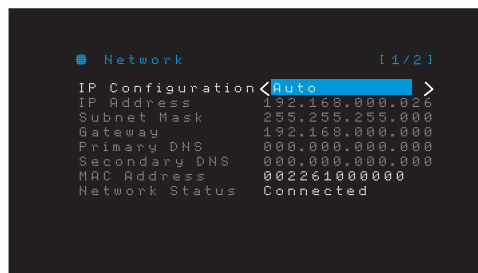 Network [1/2]
IP Configuration Auto
IP Address 192.168.000.026
Subnet Mask 255.255.255.000
Gateway 192.168.000.000
Primary DNS 000.000.000.000
Secondary DNS 000.000.000.000
MAC Address 002261000000
Network Status Connected